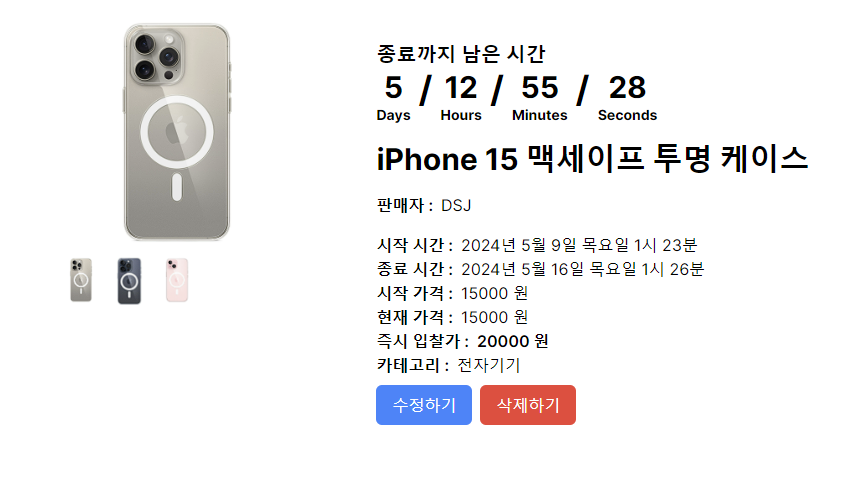 종료까지 남은 시간
5 / 12 / 55 / 28
Days Hours Minutes Seconds
iPhone 15 맥세이프 투명 케이스
판매자 : DSJ
시작 시간 : 2024년 5월 9일 목요일 1시 23분
종료 시간 : 2024년 5월 16일 목요일 1시 26분
시작 가격 : 15000 원
현재 가격 : 15000 원
즉시 입찰가 : 20000 원
카테고리 : 전자기기
수정하기 삭제하기